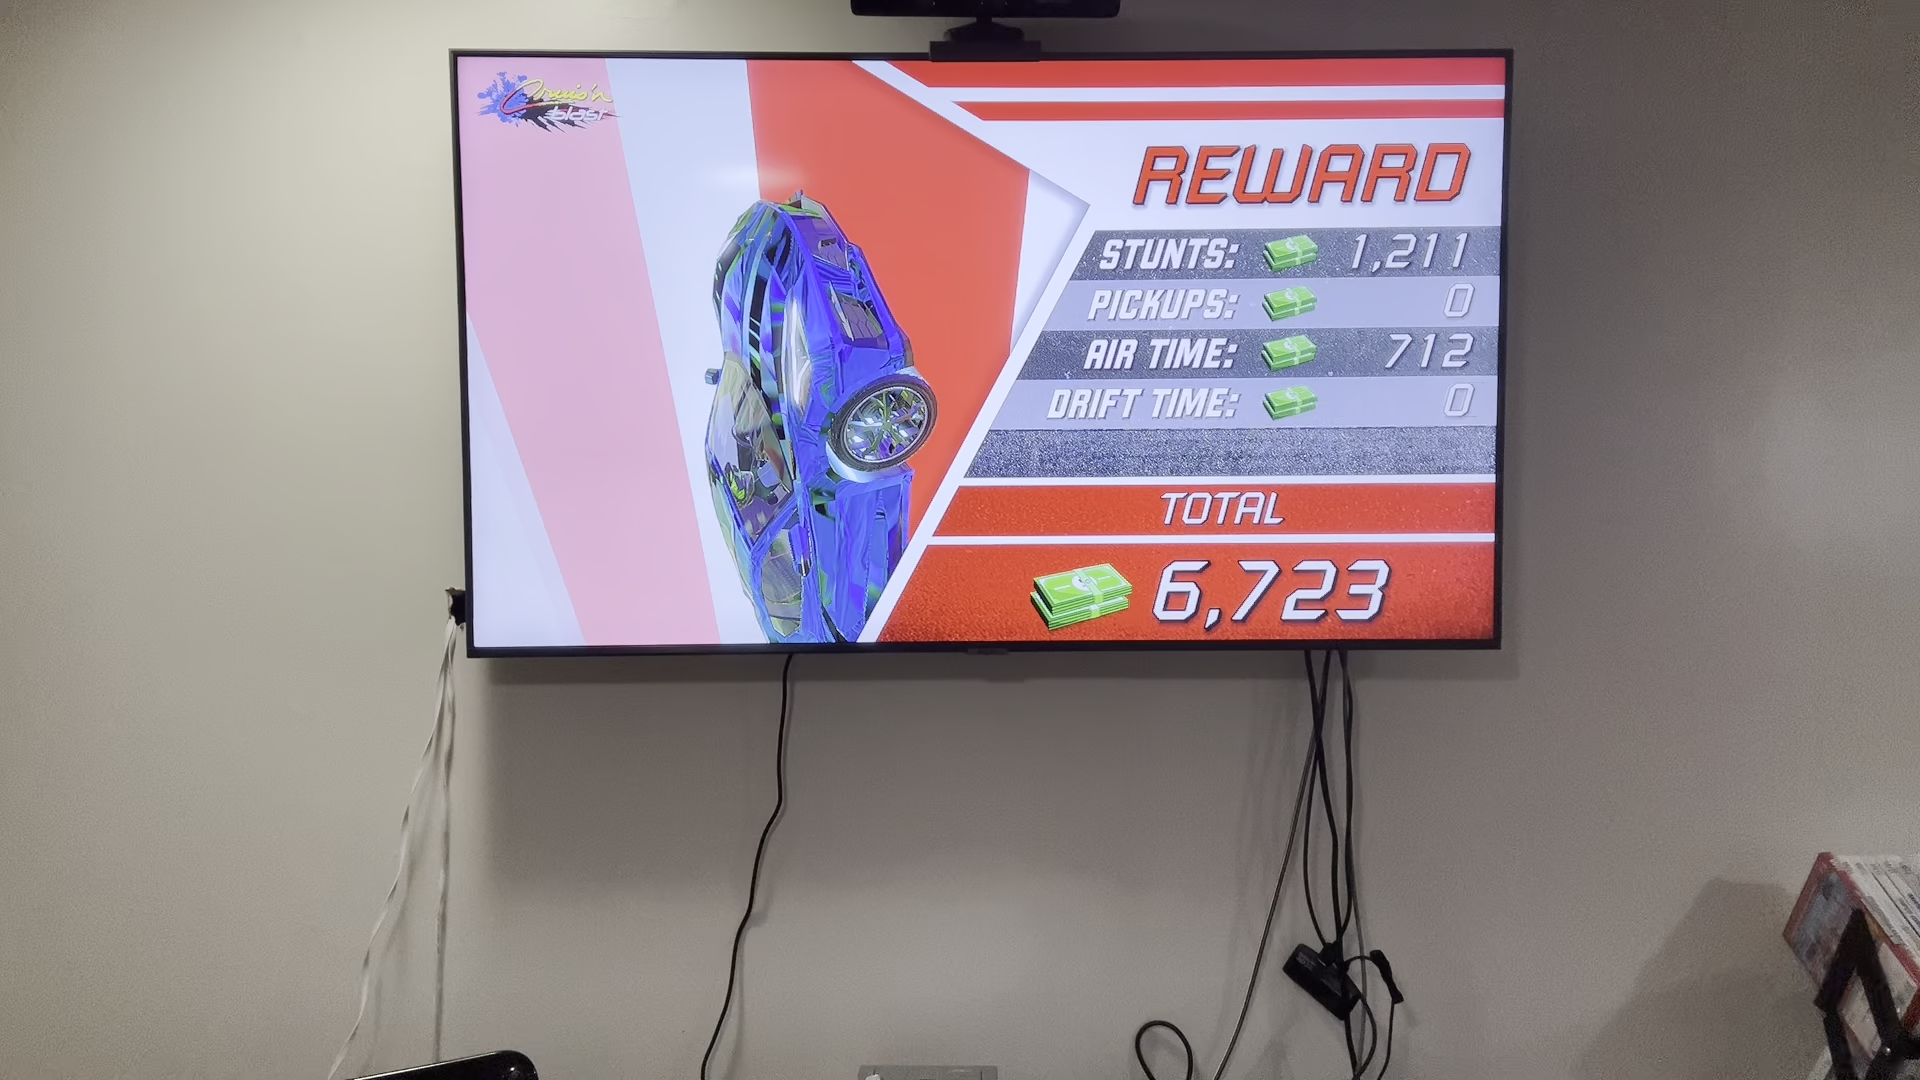 Cruis'n
blast
REWARD
STUNTS: 1,211
PICKUPS: 0
AIR TIME: 712
DRIFT TIME: 0
TOTAL
6,723